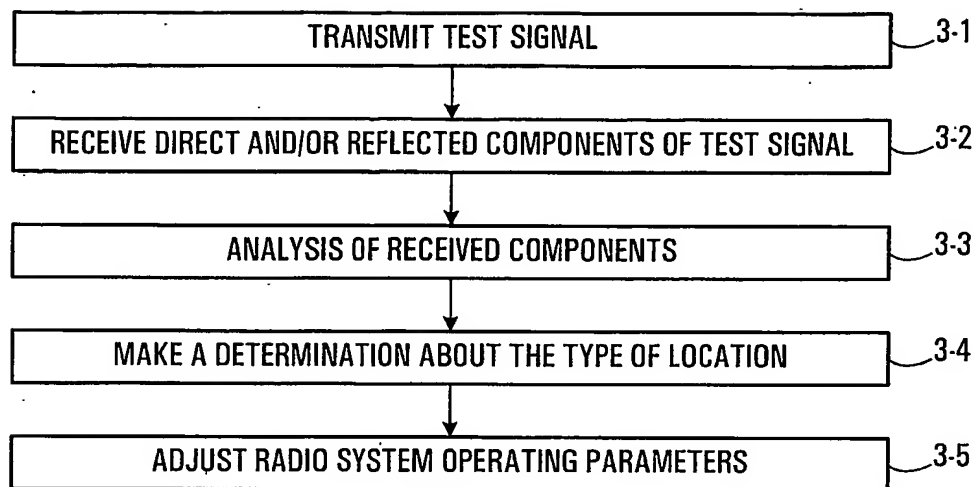 TRANSMIT TEST SIGNAL 3-1
RECEIVE DIRECT AND/OR REFLECTED COMPONENTS OF TEST SIGNAL 3-2
ANALYSIS OF RECEIVED COMPONENTS 3-3
MAKE A DETERMINATION ABOUT THE TYPE OF LOCATION 3-4
ADJUST RADIO SYSTEM OPERATING PARAMETERS 3-5